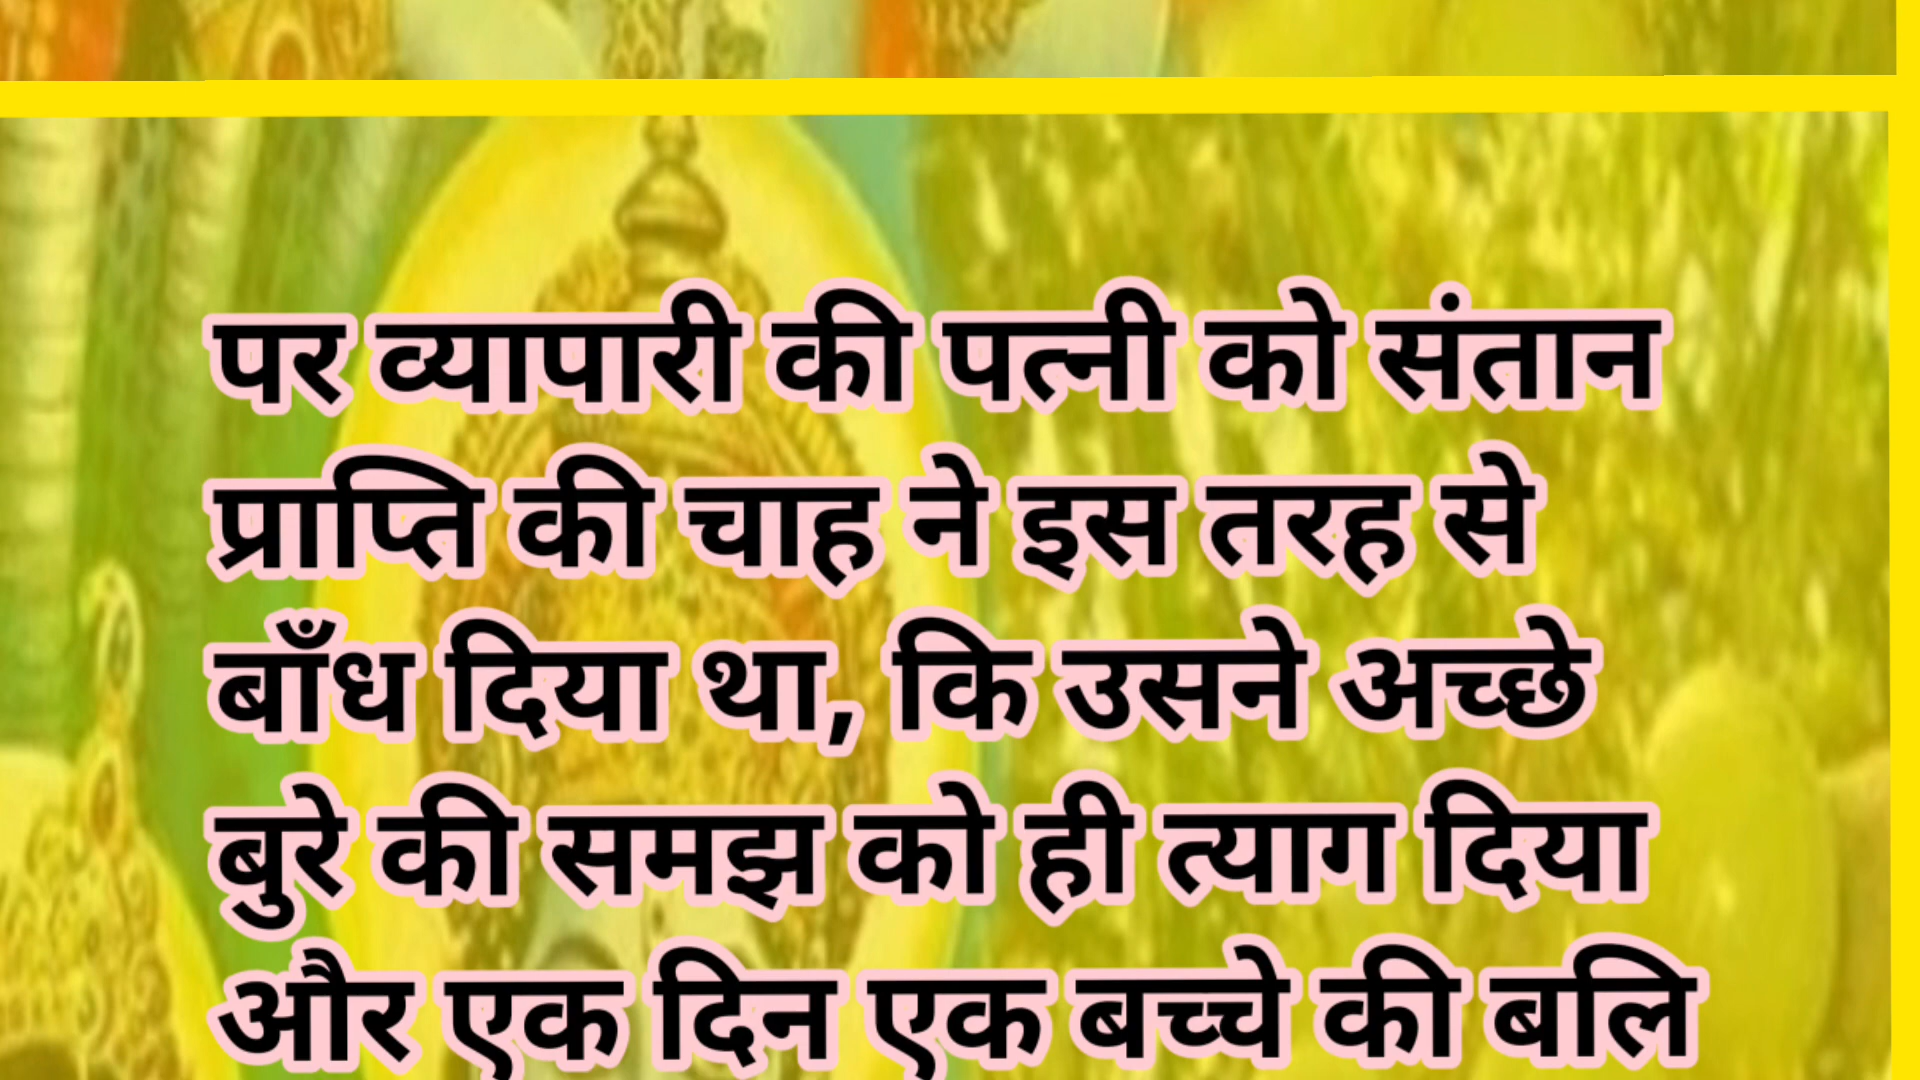 पर व्यापारी की पत्नी को संतान
प्राप्ति की चाह ने इस तरह से
बाँध दिया था, कि उसने अच्छे
बुरे की समझ को ही त्याग दिया
और एक दिन एक बच्चे की बलि